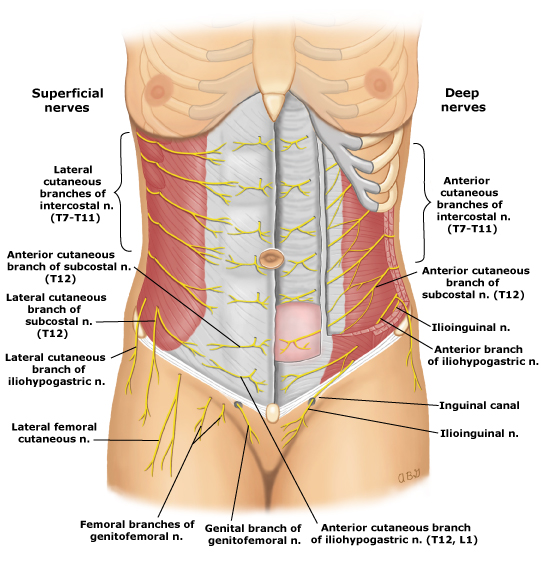 Superficial
nerves
Deep
nerves
Lateral
cutaneous
branches of
intercostal n.
(T7-T11)
Anterior
cutaneous
branches of
intercostal n.
(T7-T11)
Anterior cutaneous
branch of subcostal n.
(T12)
Anterior cutaneous
branch of
subcostal n. (T12)
Lateral cutaneous
branch of
subcostal n.
(T12)
Ilioinguinal n.
Anterior branch
of iliohypogastric n.
Lateral cutaneous
branch of
iliohypogastric n.
Inguinal canal
Lateral femoral
cutaneous n.
Ilioinguinal n.
Femoral branches of
genitofemoral n.
Genital branch of
genitofemoral n.
Anterior cutaneous branch
of iliohypogastric n. (T12, L1)